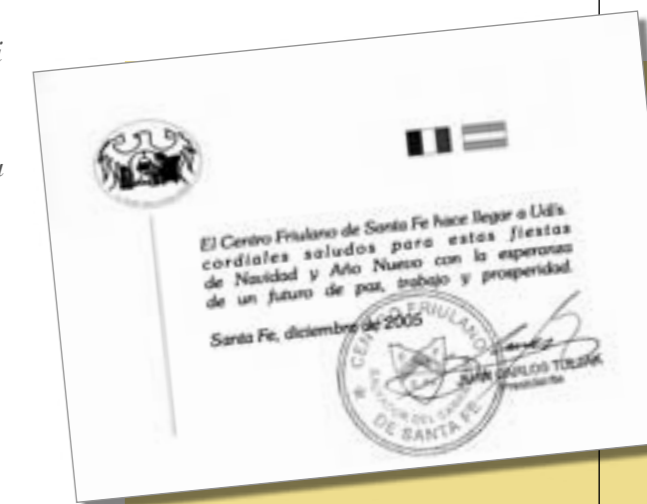 El Centro Friulano de Santa Fe hace llegar a Uds.
cordiales saludos para estas fiestas
de Navidad y Año Nuevo con la esperanza
de un futuro de paz, trabajo y prosperidad.
Santa Fe, diciembre de 2005
CENTRO FRIULANO
DE SANTA FE
JUAN CARLOS
Presidente